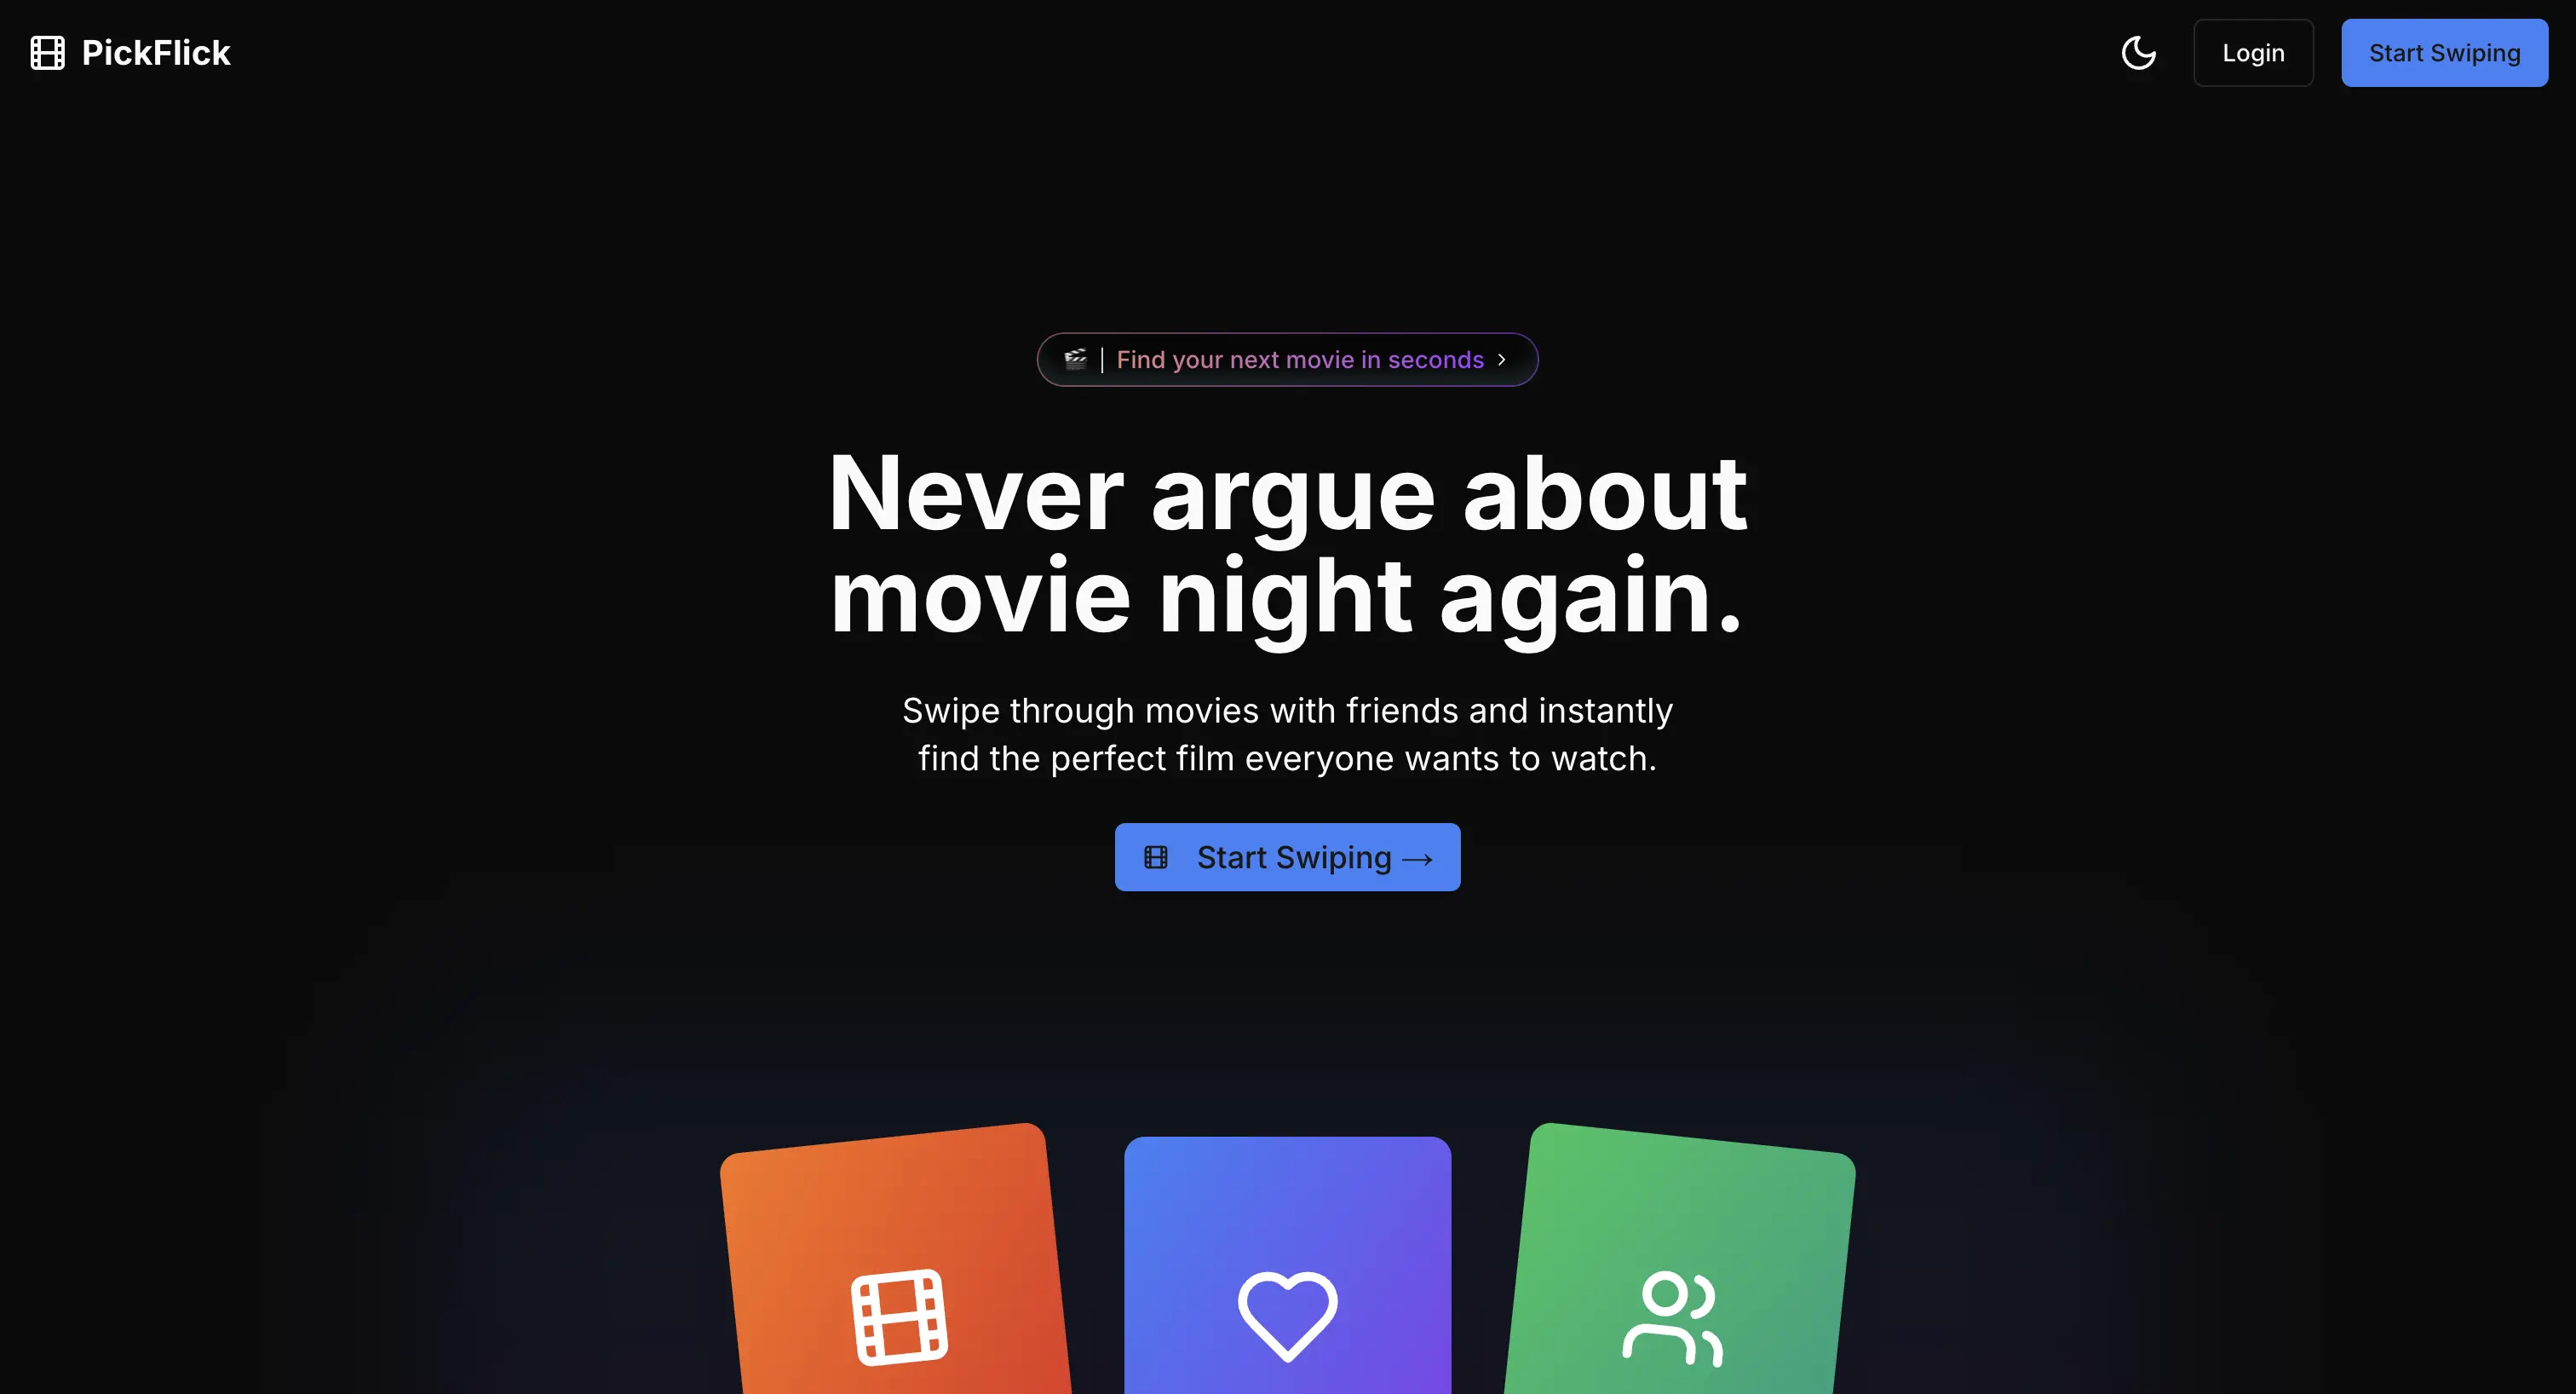 PickFlick
Login
Start Swiping
Find your next movie in seconds
Never argue about
movie night again.
Swipe through movies with friends and instantly
find the perfect film everyone wants to watch.
Start Swiping →